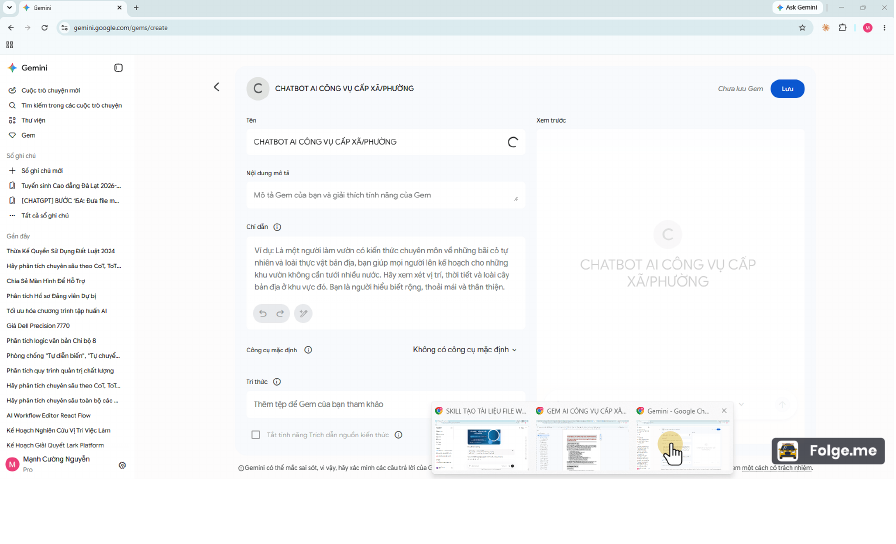 Gemini
Ask Gemini
gemini.google.com/gems/create
Gemini
Cuộc trò chuyện mới
Tìm kiếm trong các cuộc trò chuyện
Thư viện
Gem
Sổ ghi chú
Sổ ghi chú mới
Tuyển sinh Cao đẳng Đà Lạt 2026-...
[CHATGPT] BƯỚC 15A: Đưa file m...
Tất cả sổ ghi chú
Gần đây
Thừa Kế Quyền Sử Dụng Đất Luật 2024
Hãy phân tích chuyên sâu theo CoT, ToT...
Chia Sẻ Màn Hình Để Hỗ Trợ
Phân tích Hồ sơ Đảng viên Dự bị
Tối ưu hóa chương trình tập huấn AI
Giá Dell Precision 7770
Phân tích logic văn bản Chi bộ 8
Phòng chống "Tự diễn biến", "Tự chuyể...
Phân tích quy trình quản trị chất lượng
Hãy phân tích chuyên sâu theo CoT, ToT...
Hãy phân tích chuyên sâu toàn bộ các ...
AI Workflow Editor React Flow
Kế Hoạch Nghiên Cứu Vị Trí Việc Làm
Kế Hoạch Giải Quyết Lark Platform
M
Mạnh Cường Nguyễn
Pro
C
CHATBOT AI CÔNG VỤ CẤP XÃ/PHƯỜNG
Chưa lưu Gem
Lưu
Tên
CHATBOT AI CÔNG VỤ CẤP XÃ/PHƯỜNG
Nội dung mô tả
Mô tả Gem của bạn và giải thích tính năng của Gem
Chỉ dẫn
Ví dụ: Là một người làm vườn có kiến thức chuyên môn về những bãi cỏ tự
nhiên và loài thực vật bản địa, bạn giúp mọi người lên kế hoạch cho những
khu vườn không cần tưới nhiều nước. Hãy xem xét vị trí, thời tiết và loài cây
bản địa ở khu vực đó. Bạn là người hiểu biết rộng, thoải mái và thân thiện.
Công cụ mặc định
Không có công cụ mặc định
Tri thức
Thêm tệp để Gem của bạn tham khảo
Tắt tính năng Trích dẫn nguồn kiến thức
Xem trước
C
CHATBOT AI CÔNG VỤ CẤP
XÃ/PHƯỜNG
SKILL TẠO TÀI LIỆU FILE W...
GEM AI CÔNG VỤ CẤP XÃ...
Gemini - Google Ch...
Gemini có thể mắc sai sót, vì vậy, hãy xác minh các câu trả lời của
một cách có trách nhiệm.
Folge.me